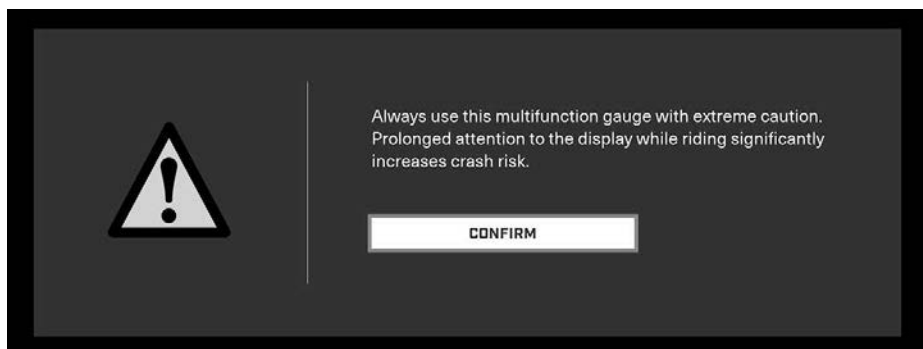 Always use this multifunction gauge with extreme caution.
Prolonged attention to the display while riding significantly
increases crash risk.
CONFIRM